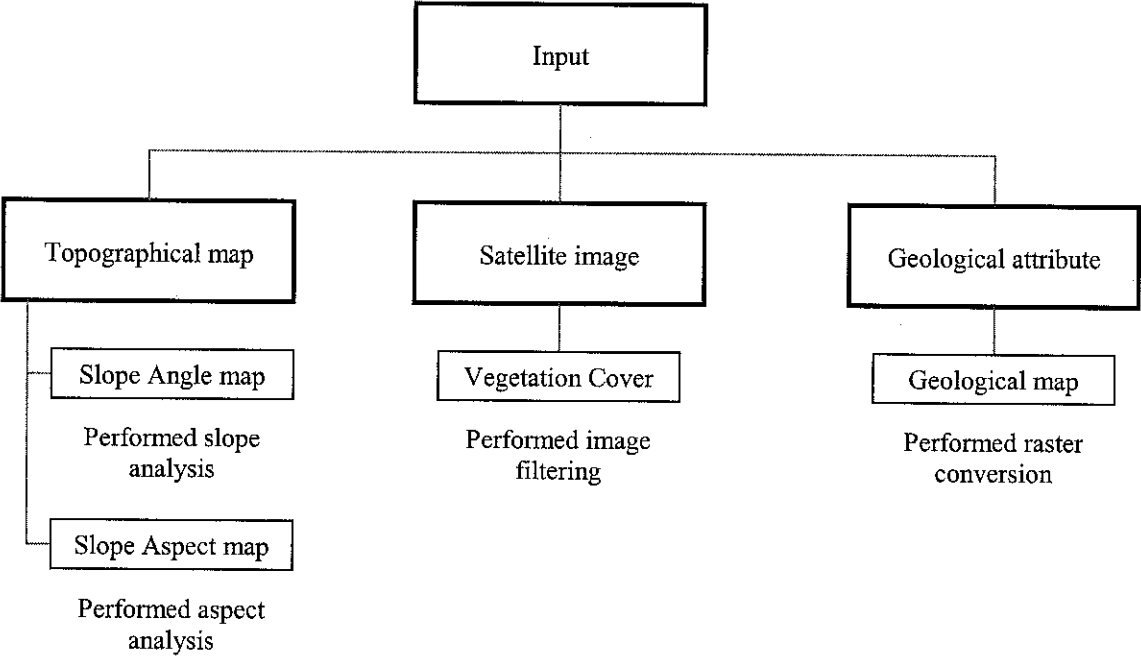 Input
Topographical map
Satellite image
Geological attribute
Slope Angle map
Vegetation Cover
Geological map
Performed slope
analysis
Performed image
filtering
Performed raster
conversion
Slope Aspect map
Performed aspect
analysis